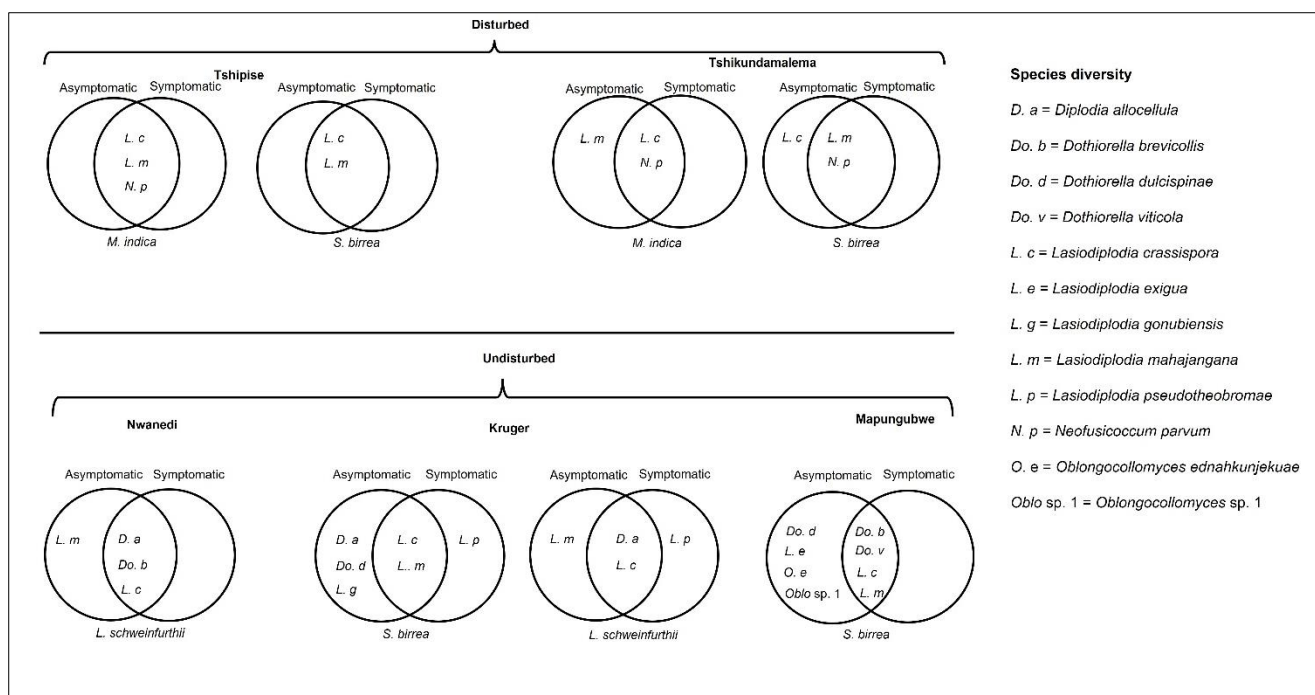 Disturbed
Tshipise
Tshikundamalema
Asymptomatic Symptomatic
L. c
L. m
N. p
M. indica
Asymptomatic Symptomatic
L. c
L. m
S. birrea
Asymptomatic Symptomatic
L. m
L. c
N. p
M. indica
Asymptomatic Symptomatic
L. c
L. m
N. p
S. birrea
Undisturbed
Nwanedi
Kruger
Mapungubwe
Asymptomatic Symptomatic
L. m
D. a
Do. b
L. c
L. schweinfurthii
Asymptomatic Symptomatic
D. a
Do. d
L. g
L. c
L.. m
L. p
S. birrea
Asymptomatic Symptomatic
L. m
D. a
L. c
L. p
L. schweinfurthii
Asymptomatic Symptomatic
Do. d
L. e
O. e
Oblo sp. 1
Do. b
Do. v
L. c
L. m
S. birrea
Species diversity
D. a = Diplodia allocellula
Do. b = Dothiorella brevicollis
Do. d = Dothiorella dulcispinae
Do. v = Dothiorella viticola
L. c = Lasiodiplodia crassispora
L. e = Lasiodiplodia exigua
L. g = Lasiodiplodia gonubiensis
L. m = Lasiodiplodia mahajangana
L. p = Lasiodiplodia pseudotheobromae
N. p = Neofusicoccum parvum
O. e = Oblongocollomyces ednahkunjekuae
Oblo sp. 1 = Oblongocollomyces sp. 1